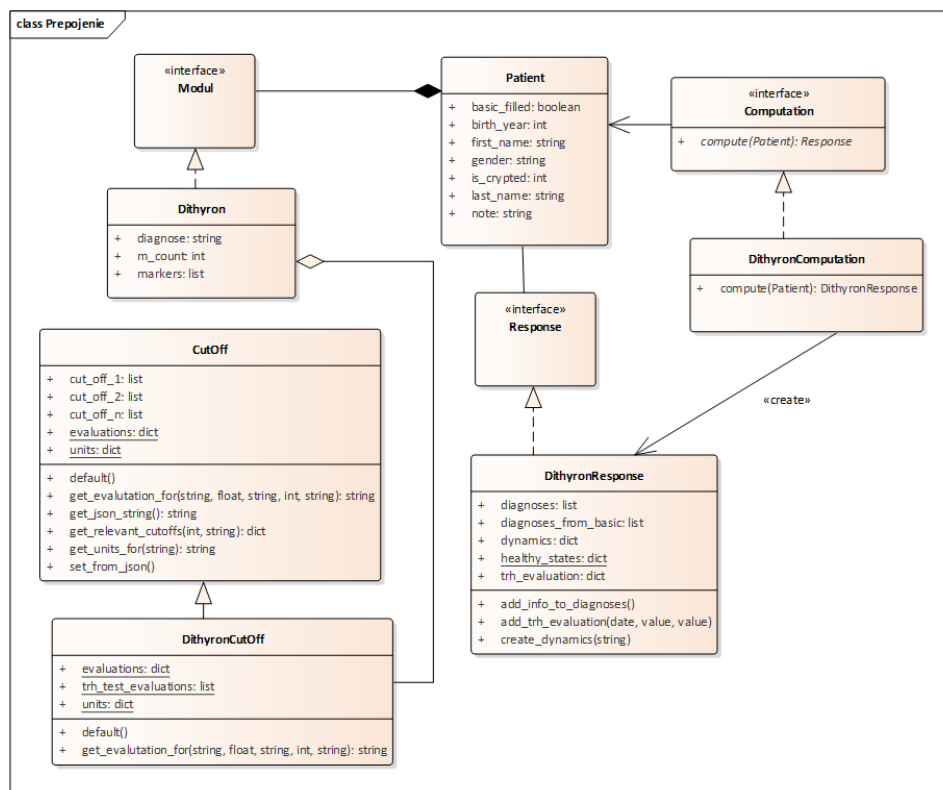 class Prepojenie
«interface»
Modul
Patient
+ basic_filled: boolean
+ birth_year: int
+ first_name: string
+ gender: string
+ is_crypted: int
+ last_name: string
+ note: string
«interface»
Computation
+ compute(Patient): Response
Dithyron
+ diagnose: string
+ m_count: int
+ markers: list
DithyronComputation
+ compute(Patient): DithyronResponse
«interface»
Response
CutOff
+ cut_off_1: list
+ cut_off_2: list
+ cut_off_n: list
+ evaluations: dict
+ units: dict
+ default()
+ get_evalutation_for(string, float, string, int, string): string
+ get_json_string(): string
+ get_relevant_cutoffs(int, string): dict
+ get_units_for(string): string
+ set_from_json()
«create»
DithyronResponse
+ diagnoses: list
+ diagnoses_from_basic: list
+ dynamics: dict
+ healthy_states: dict
+ trh_evaluation: dict
+ add_info_to_diagnoses()
+ add_trh_evaluation(date, value, value)
+ create_dynamics(string)
DithyronCutOff
+ evaluations: dict
+ trh_test_evaluations: list
+ units: dict
+ default()
+ get_evalutation_for(string, float, string, int, string): string